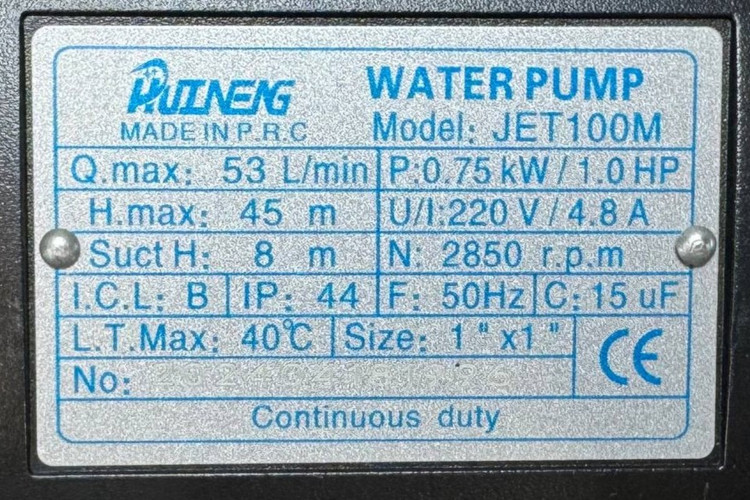 HUINENG
WATER PUMP
MADE IN P.R.C
Model: JET100M
Q.max: 53 L/min P:0.75 kW / 1.0 HP
H.max: 45 m U/I:220 V / 4.8 A
Suct H: 8 m N: 2850 r.p.m
I.C.L: B IP: 44 F: 50Hz C: 15 uF
L.T.Max: 40℃ Size: 1 " x1 "
No:
CE
Continuous duty